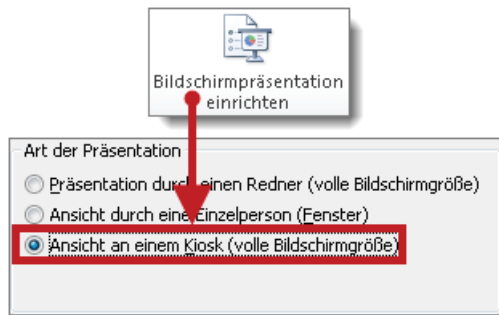 Bildschirmpräsentation
einrichten
Art der Präsentation
Präsentation durch einen Redner (volle Bildschirmgröße)
Ansicht durch eine Einzelperson (Fenster)
Ansicht an einem Kiosk (volle Bildschirmgröße)